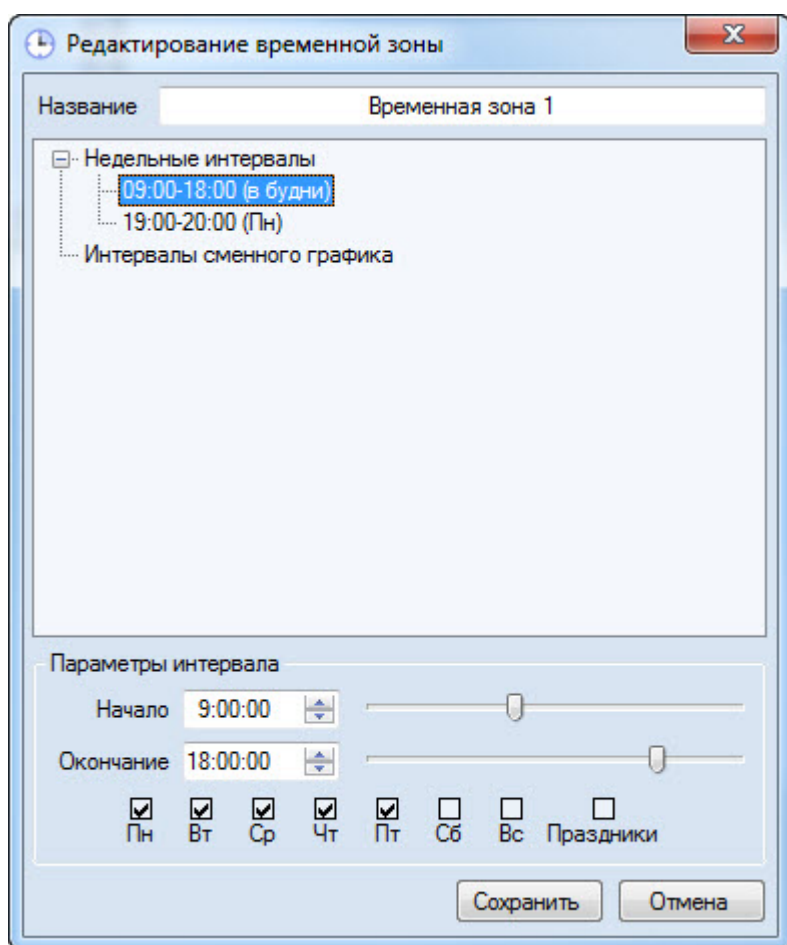 Редактирование временной зоны
Название Временная зона 1
Недельные интервалы
09:00-18:00 (в будни)
19:00-20:00 (Пн)
Интервалы сменного графика
Параметры интервала
Начало 9:00:00
Окончание 18:00:00
Пн Вт Ср Чт Пт Сб Вс Праздники
Сохранить Отмена